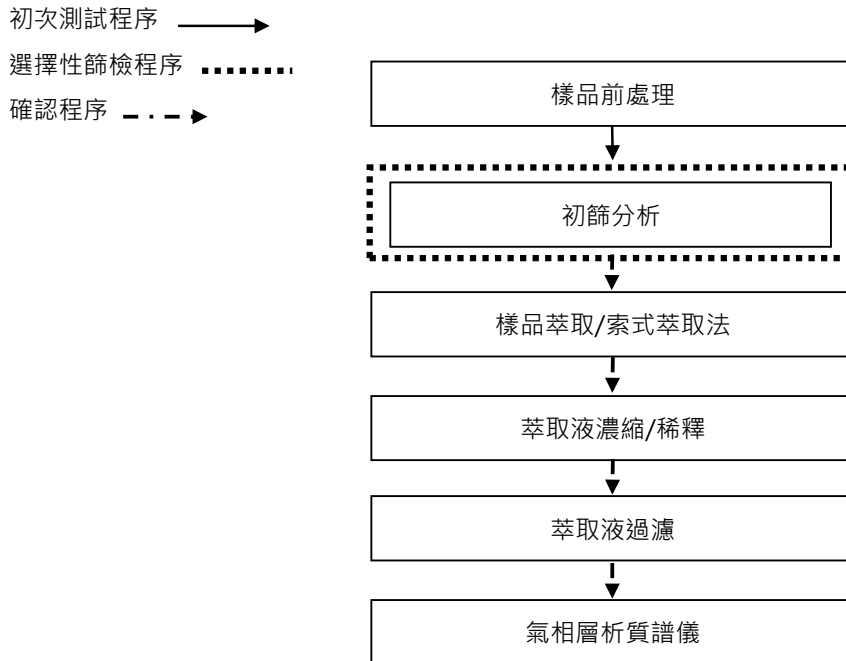 初次測試程序
選擇性篩檢程序
確認程序
樣品前處理
初篩分析
樣品萃取/索式萃取法
萃取液濃縮/稀釋
萃取液過濾
氣相層析質譜儀